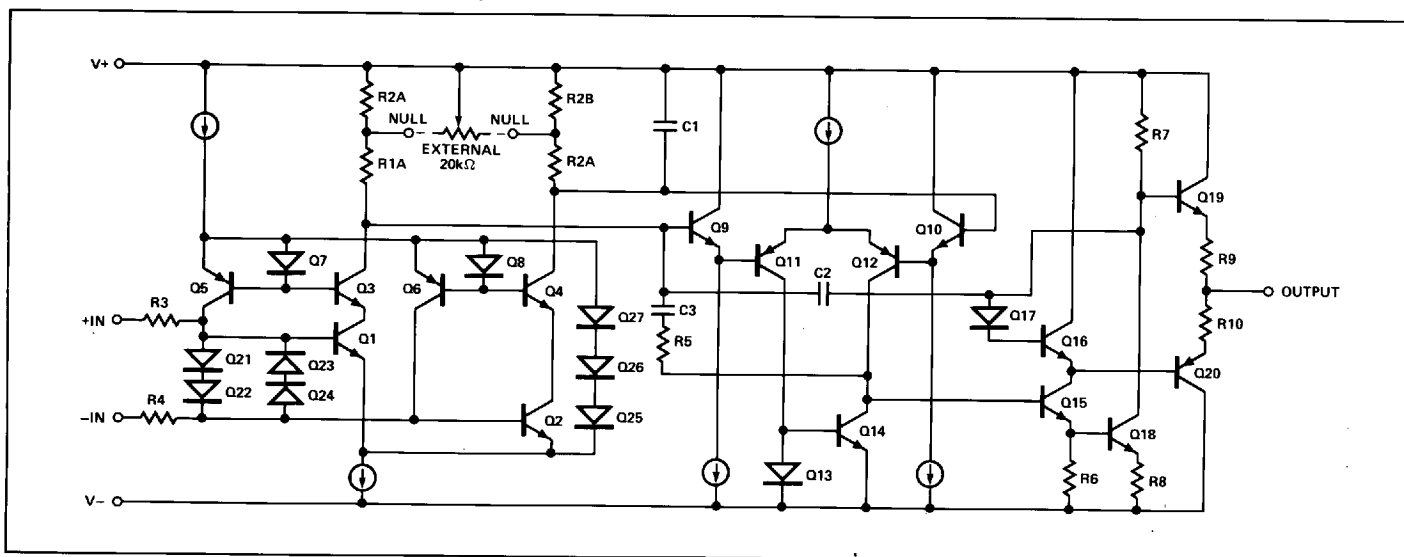 V+
R2A
R2B
NULL
NULL
EXTERNAL
20kΩ
R1A
R2A
C1
R7
Q19
Q9
Q10
Q11
Q12
Q7
Q8
Q5
Q3
Q6
Q4
R9
OUTPUT
R3
+IN
Q1
C2
C3
R5
Q17
Q16
R10
Q27
Q26
Q25
Q21
Q22
Q23
Q24
R4
-IN
Q2
Q20
Q15
Q14
Q18
Q13
R6
R8
V-